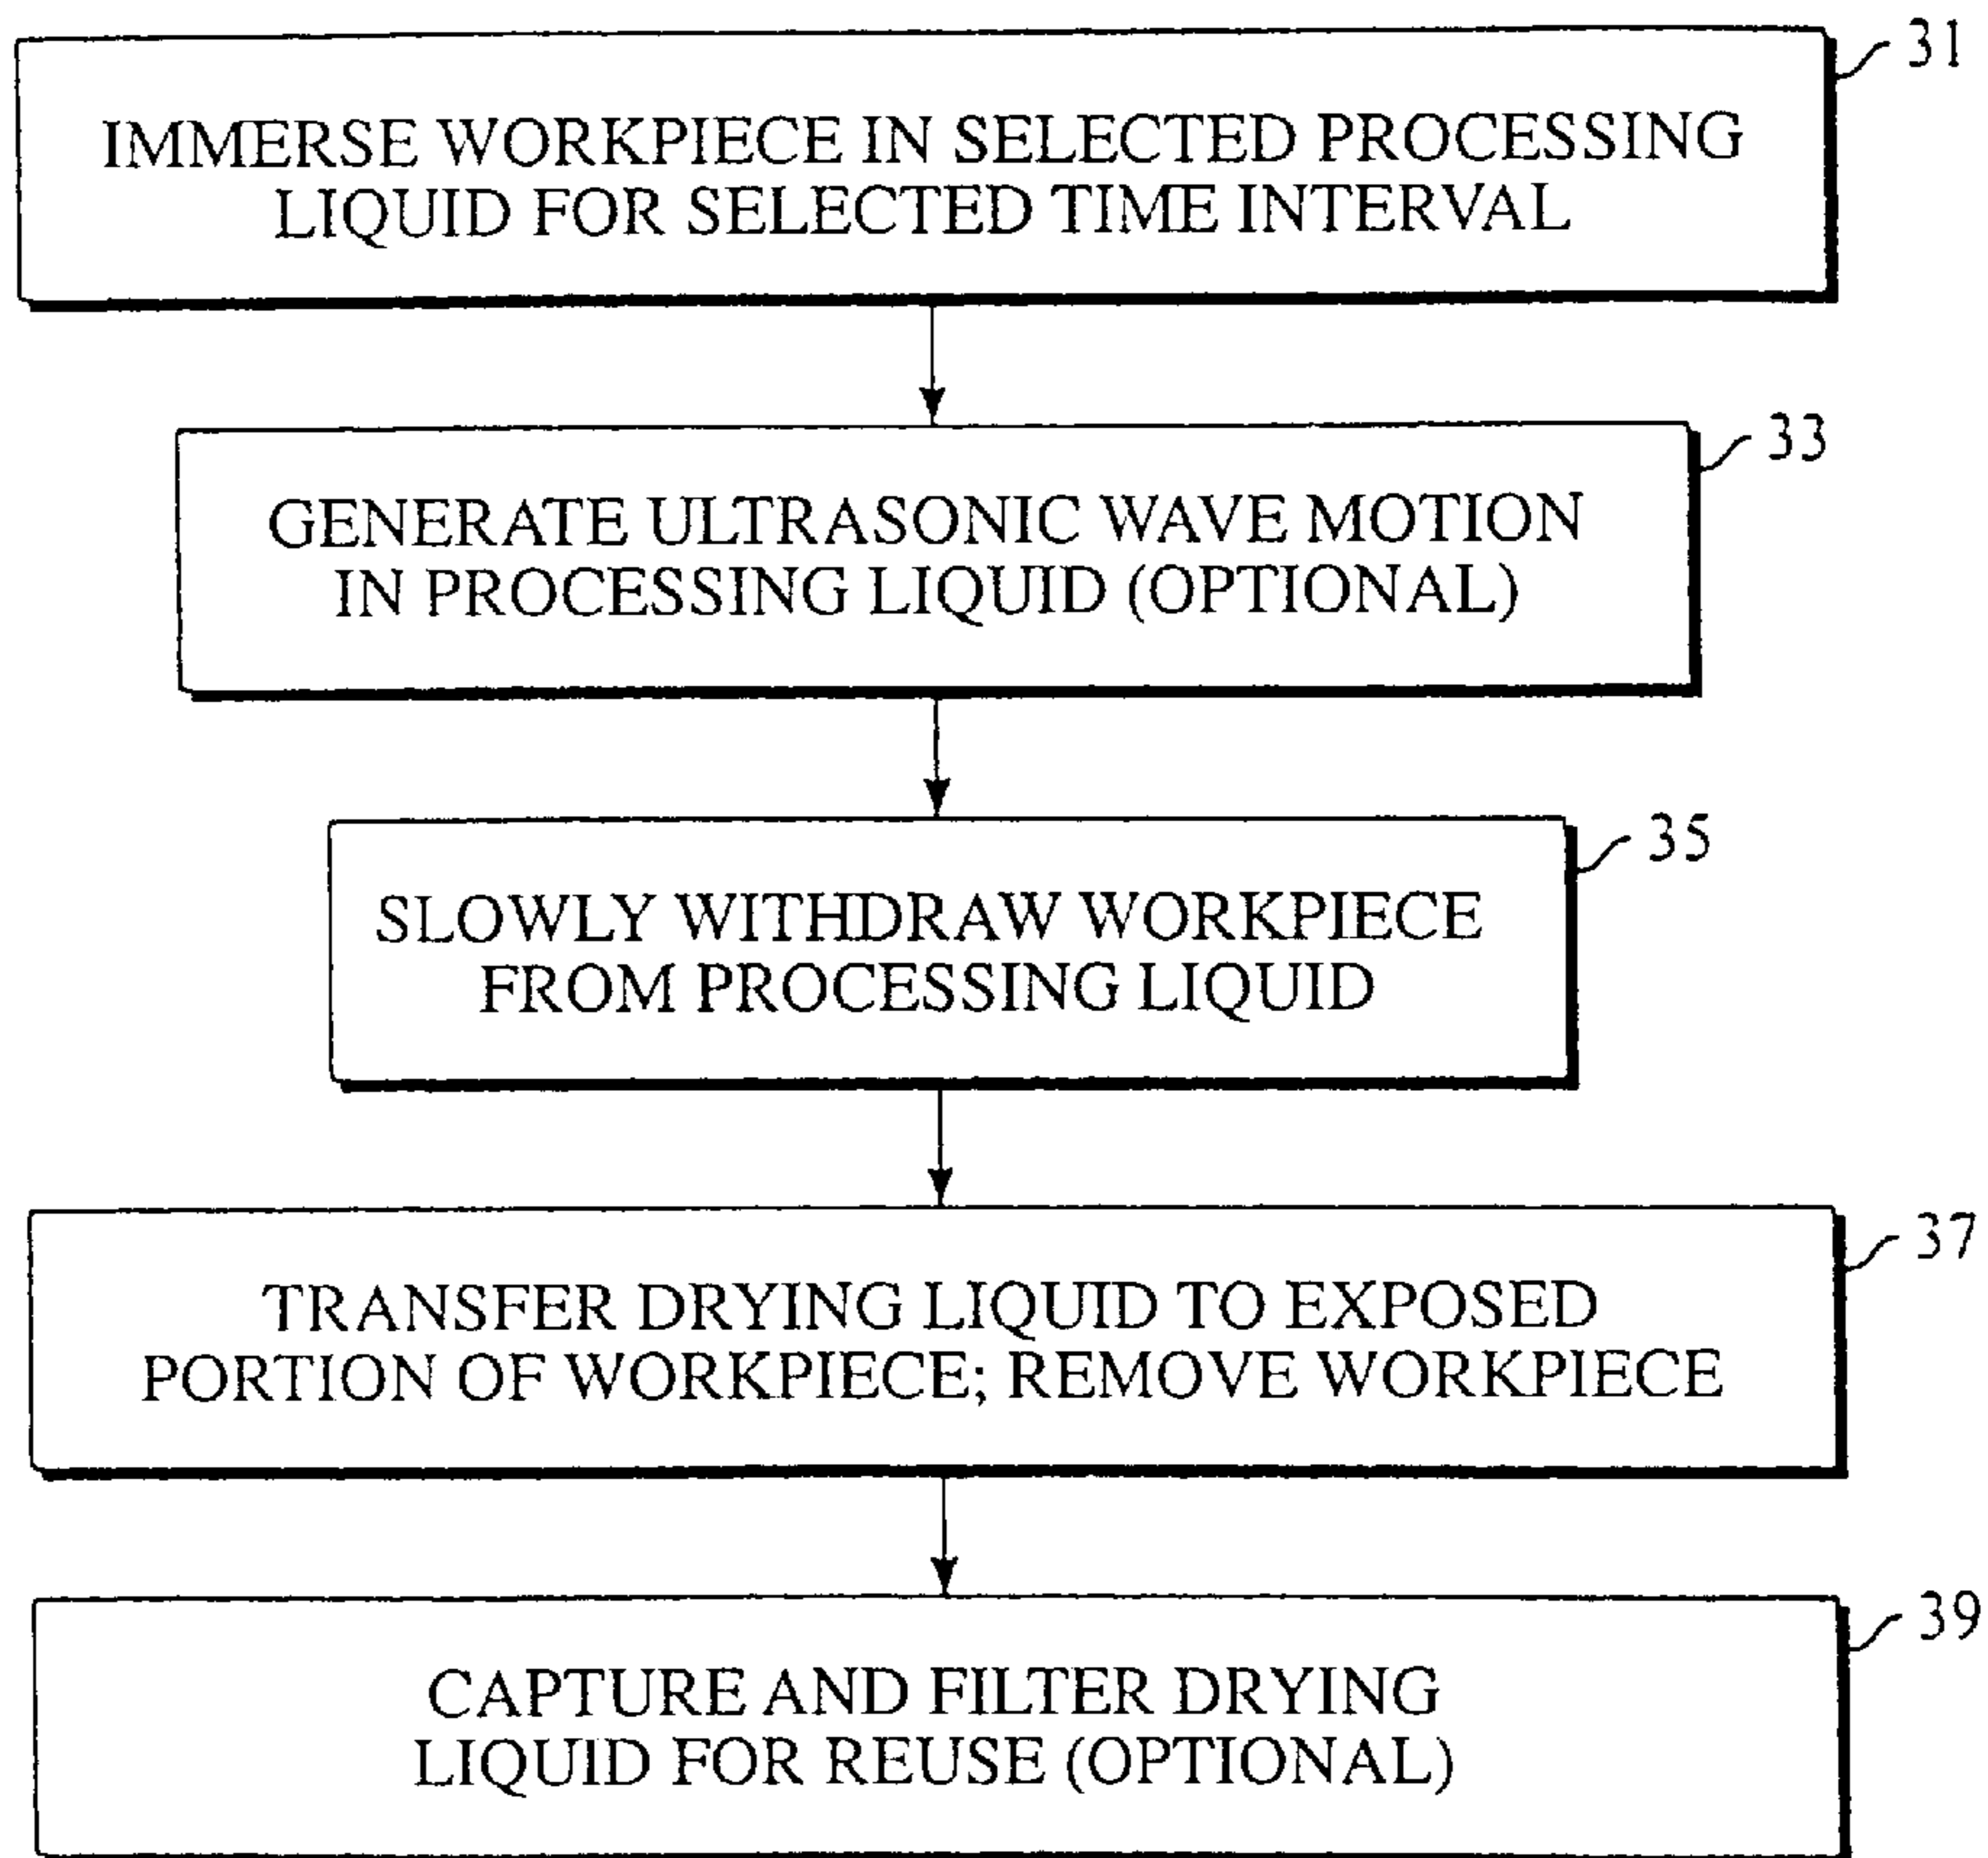 31
IMMERSE WORKPIECE IN SELECTED PROCESSING
LIQUID FOR SELECTED TIME INTERVAL
33
GENERATE ULTRASONIC WAVE MOTION
IN PROCESSING LIQUID (OPTIONAL)
35
SLOWLY WITHDRAW WORKPIECE
FROM PROCESSING LIQUID
37
TRANSFER DRYING LIQUID TO EXPOSED
PORTION OF WORKPIECE; REMOVE WORKPIECE
39
CAPTURE AND FILTER DRYING
LIQUID FOR REUSE (OPTIONAL)